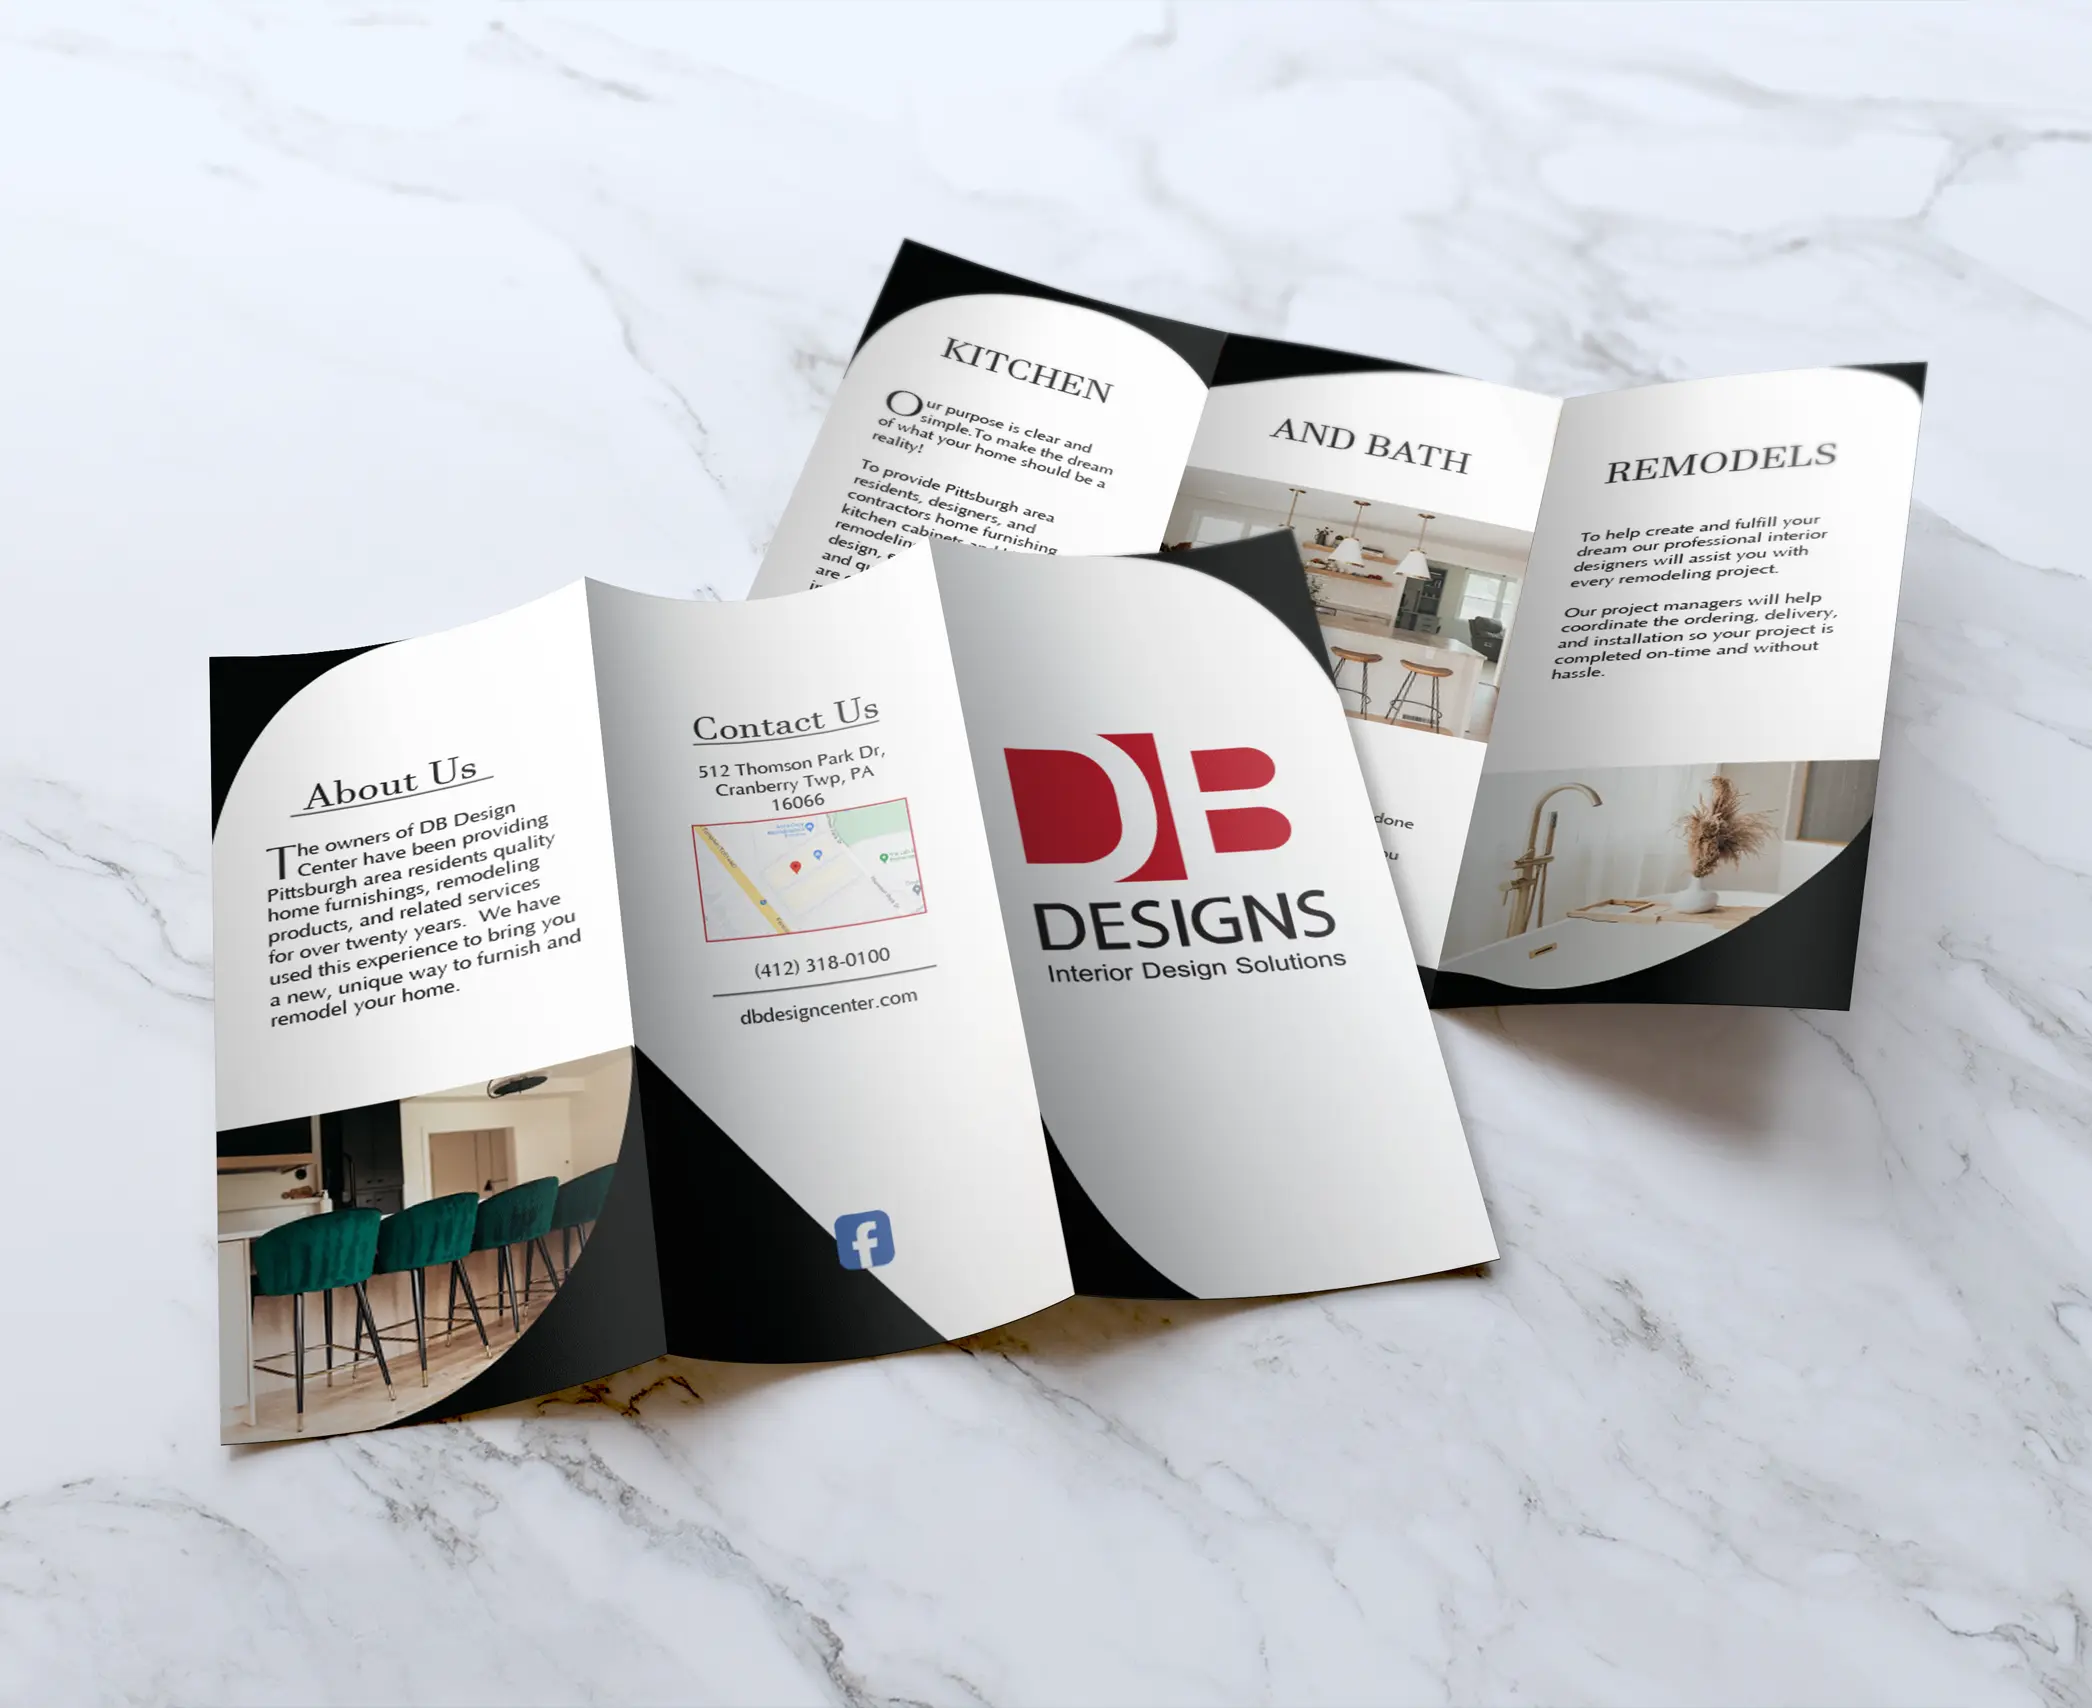 KITCHEN
Our purpose is clear and
simple. To make the dream
of what your home should be a
reality!
To provide Pittsburgh area
residents, designers, and
contractors home furnishing
kitchen cabinets and
remodelin
design,
and qu
are
AND BATH
done
ou
REMODELS
To help create and fulfill your
dream our professional interior
designers will assist you with
every remodeling project.
Our project managers will help
coordinate the ordering, delivery,
and installation so your project is
completed on-time and without
hassle.
About Us
The owners of DB Design
Center have been providing
Pittsburgh area residents quality
home furnishings, remodeling
products, and related services
for over twenty years. We have
used this experience to bring you
a new, unique way to furnish and
remodel your home.
Contact Us
512 Thomson Park Dr,
Cranberry Twp, PA
16066
(412) 318-0100
dbdesigncenter.com
f
DB
DESIGNS
Interior Design Solutions